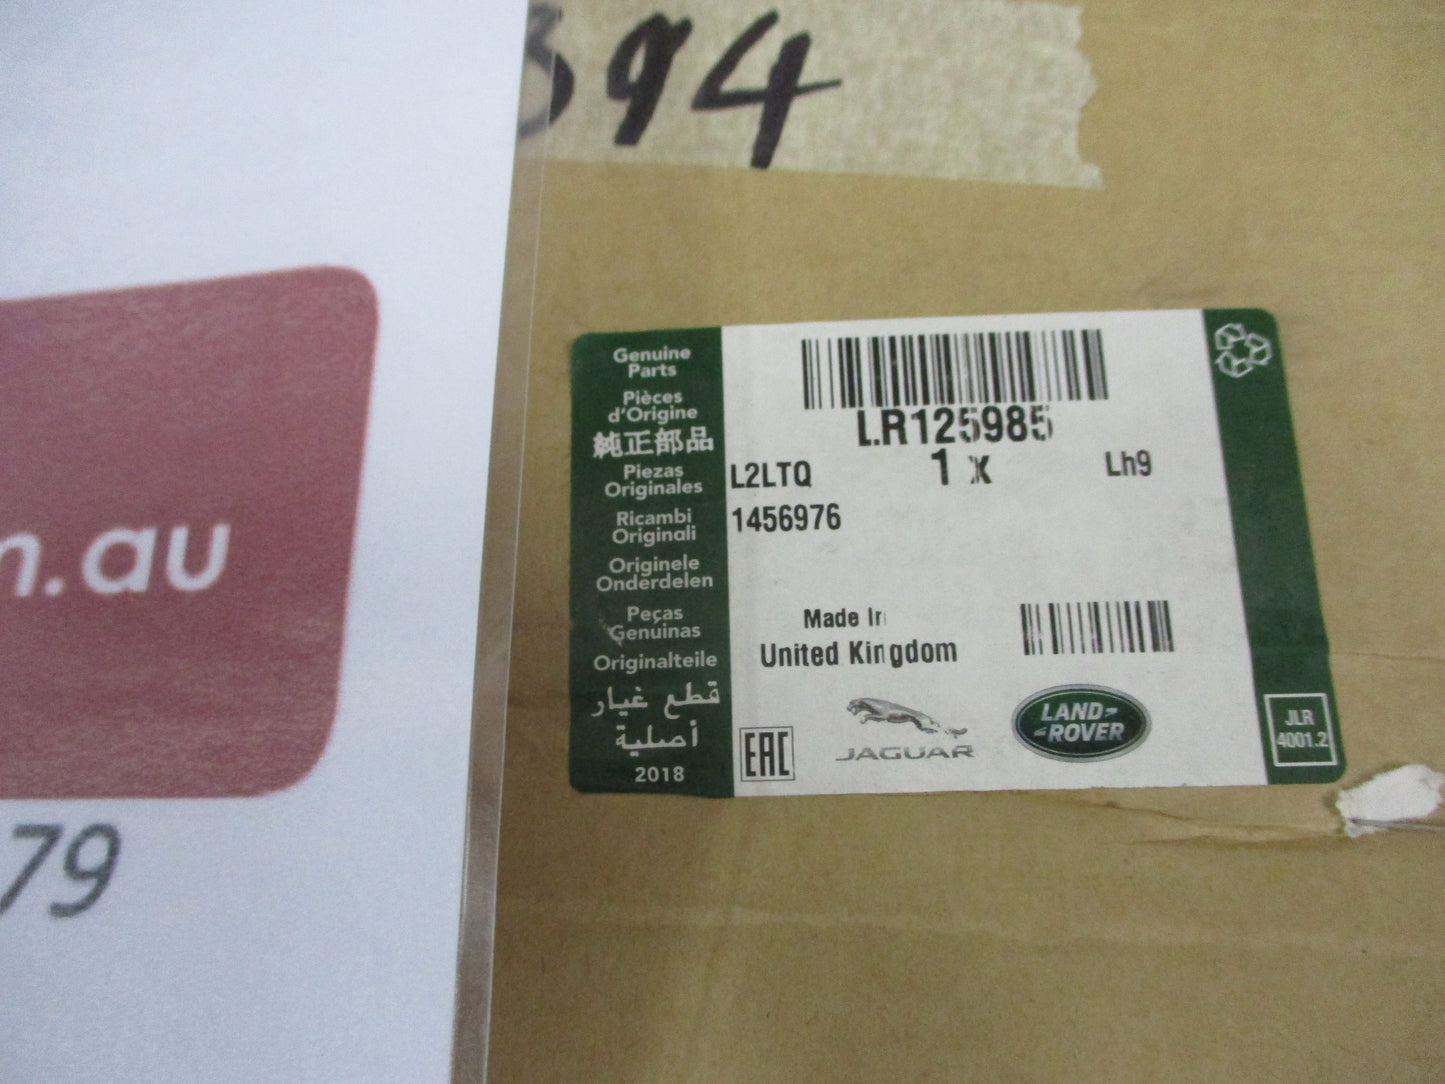 394
m.au
79
Genuine
Parts
Pièces
d'Origine
純正部品
Piezas
Originales
Ricambi
Originali
Originele
Onderdelen
Peças
Genuínas
Originalteile
قطع غيار
أصلية
2018
LR125985
L2LTQ
1 x
Lh9
1456976
Made In
United Kingdom
EAC
JAGUAR
LAND
ROVER
JLR
4001.2